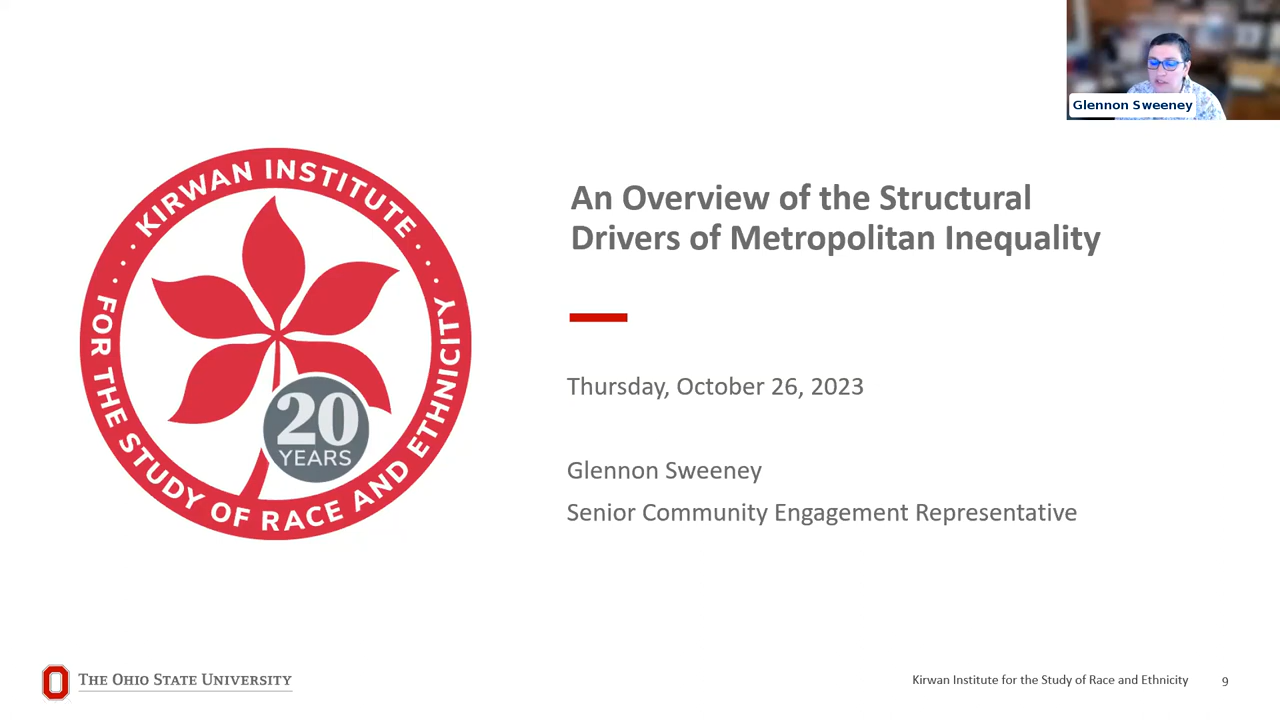 Glennon Sweeney
KIRWAN INSTITUTE
FOR THE STUDY OF RACE AND ETHNICITY
20
YEARS
An Overview of the Structural
Drivers of Metropolitan Inequality
Thursday, October 26, 2023
Glennon Sweeney
Senior Community Engagement Representative
THE OHIO STATE UNIVERSITY
Kirwan Institute for the Study of Race and Ethnicity
9